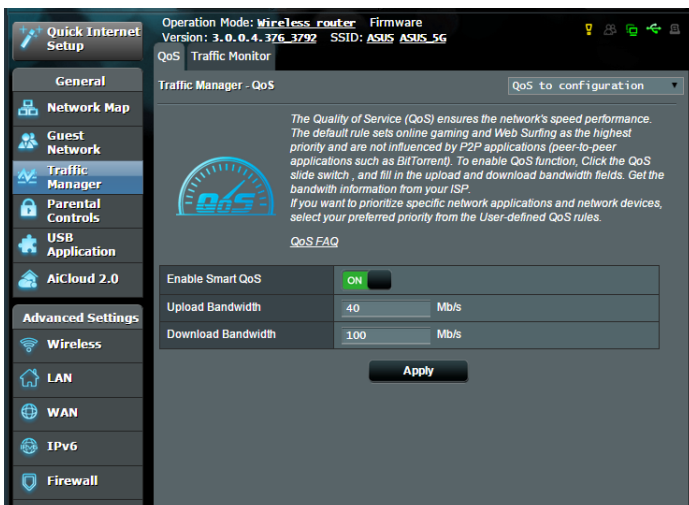 Quick Internet
Setup
Operation Mode: Wireless router Firmware
Version: 3.0.0.4.376_3792 SSID: ASUS ASUS_5G
QoS Traffic Monitor
General
Network Map
Guest
Network
Traffic
Manager
Parental
Controls
USB
Application
AiCloud 2.0
Advanced Settings
Wireless
LAN
WAN
IPv6
Firewall
Traffic Manager - QoS
QoS to configuration
The Quality of Service (QoS) ensures the network's speed performance.
The default rule sets online gaming and Web Surfing as the highest
priority and are not influenced by P2P applications (peer-to-peer
applications such as BitTorrent). To enable QoS function, Click the QoS
slide switch , and fill in the upload and download bandwidth fields. Get the
bandwith information from your ISP.
If you want to prioritize specific network applications and network devices,
select your preferred priority from the User-defined QoS rules.
QoS
QoS FAQ
Enable Smart QoS ON
Upload Bandwidth 40 Mb/s
Download Bandwidth 100 Mb/s
Apply